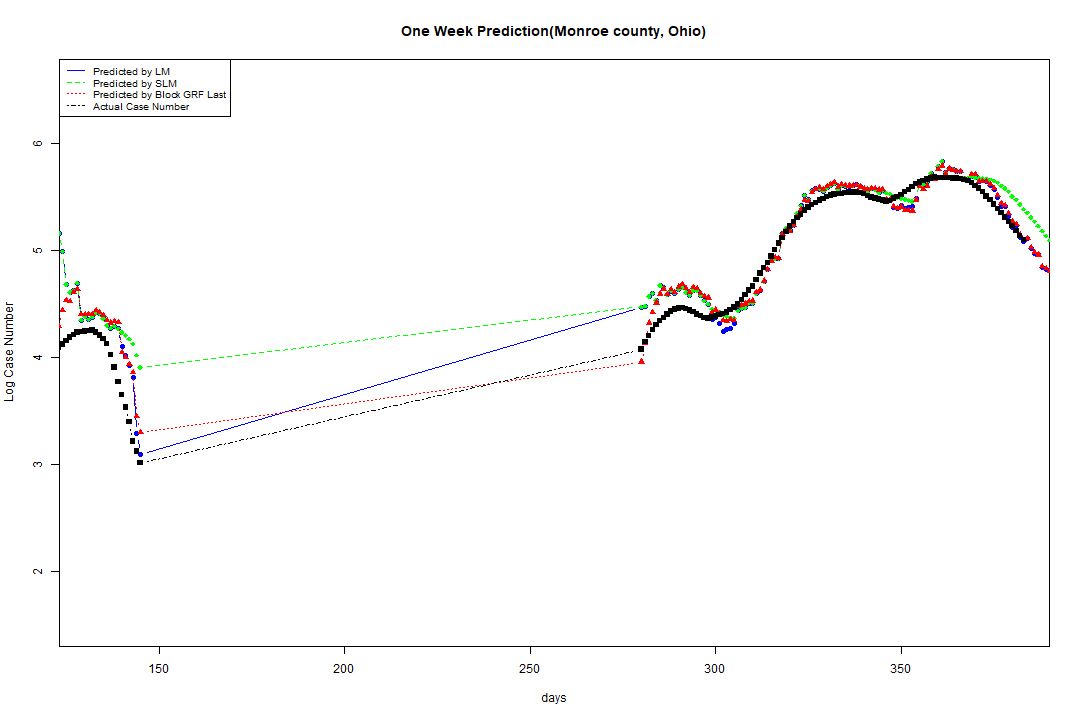 One Week Prediction(Monroe county, Ohio)
Predicted by LM
Predicted by SLM
Predicted by Block GRF Last
Actual Case Number
6
5
4
3
2
Log Case Number
150 200 250 300 350
days